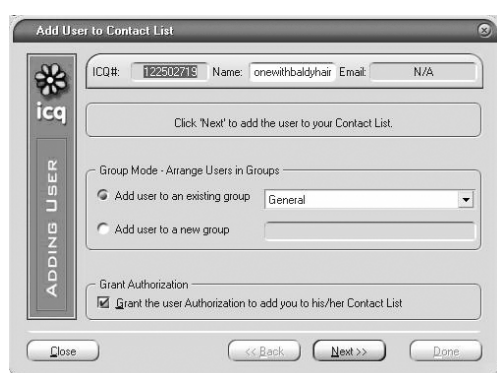 Add User to Contact List
ICQ#: 122502719 Name: onewithbaldyhair Email: N/A
icq
Click 'Next' to add the user to your Contact List.
ADDING USER
Group Mode - Arrange Users in Groups
Add user to an existing group General
Add user to a new group
Grant Authorization
Grant the user Authorization to add you to his/her Contact List
Close << Back Next >> Done